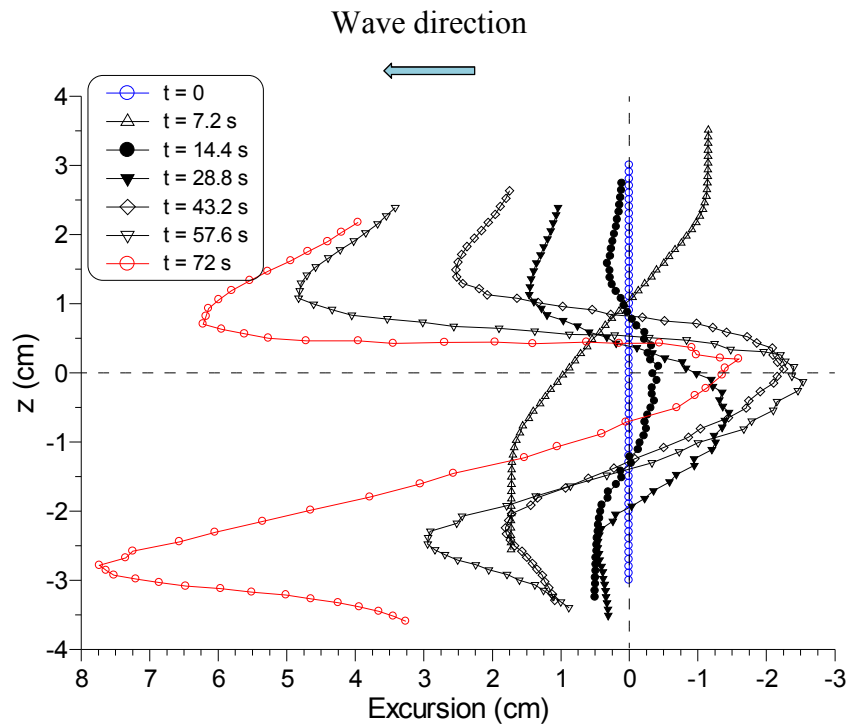 Wave direction
t = 0
t = 7.2 s
t = 14.4 s
t = 28.8 s
t = 43.2 s
t = 57.6 s
t = 72 s
4
3
2
1
0
-1
-2
-3
-4
z (cm)
8 7 6 5 4 3 2 1 0 -1 -2 -3
Excursion (cm)